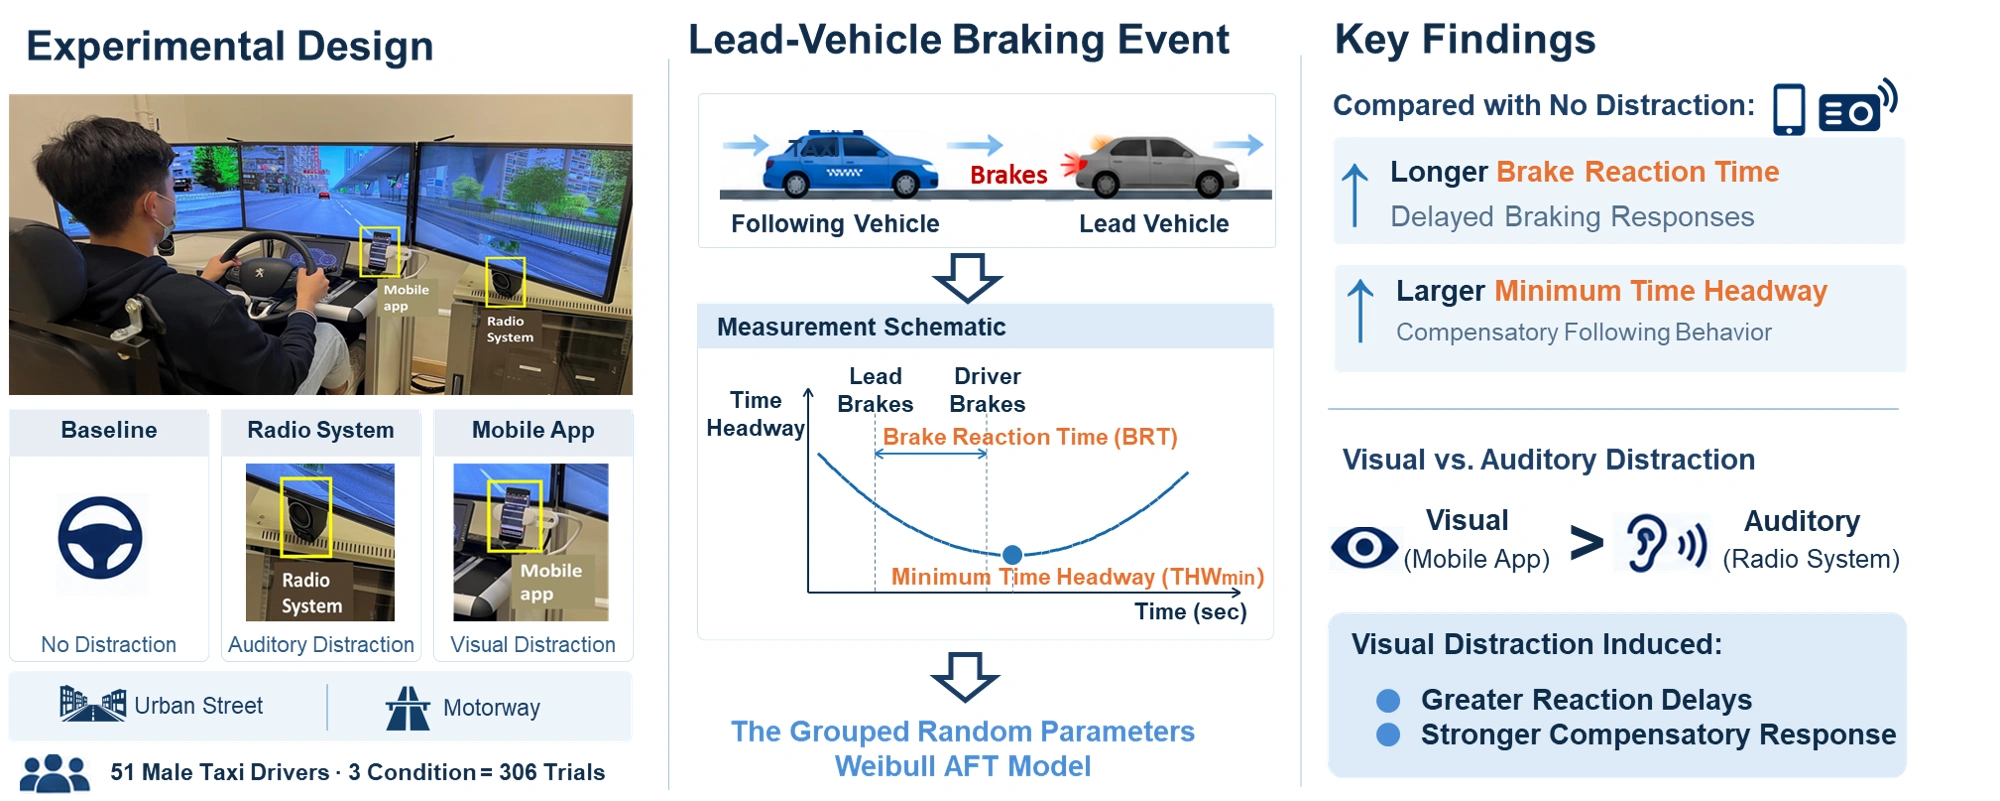 Experimental Design
Mobile
app
Radio
System
Baseline
Radio System
Mobile App
Radio
System
Mobile
app
No Distraction
Auditory Distraction
Visual Distraction
Urban Street
Motorway
51 Male Taxi Drivers · 3 Condition = 306 Trials
Lead-Vehicle Braking Event
TAXI
Brakes
Following Vehicle
Lead Vehicle
Measurement Schematic
Time
Headway
Lead
Brakes
Driver
Brakes
Brake Reaction Time (BRT)
Minimum Time Headway (THWmin)
Time (sec)
The Grouped Random Parameters
Weibull AFT Model
Key Findings
Compared with No Distraction:
Longer Brake Reaction Time
Delayed Braking Responses
Larger Minimum Time Headway
Compensatory Following Behavior
Visual vs. Auditory Distraction
Visual
(Mobile App)
>
Auditory
(Radio System)
Visual Distraction Induced:
Greater Reaction Delays
Stronger Compensatory Response